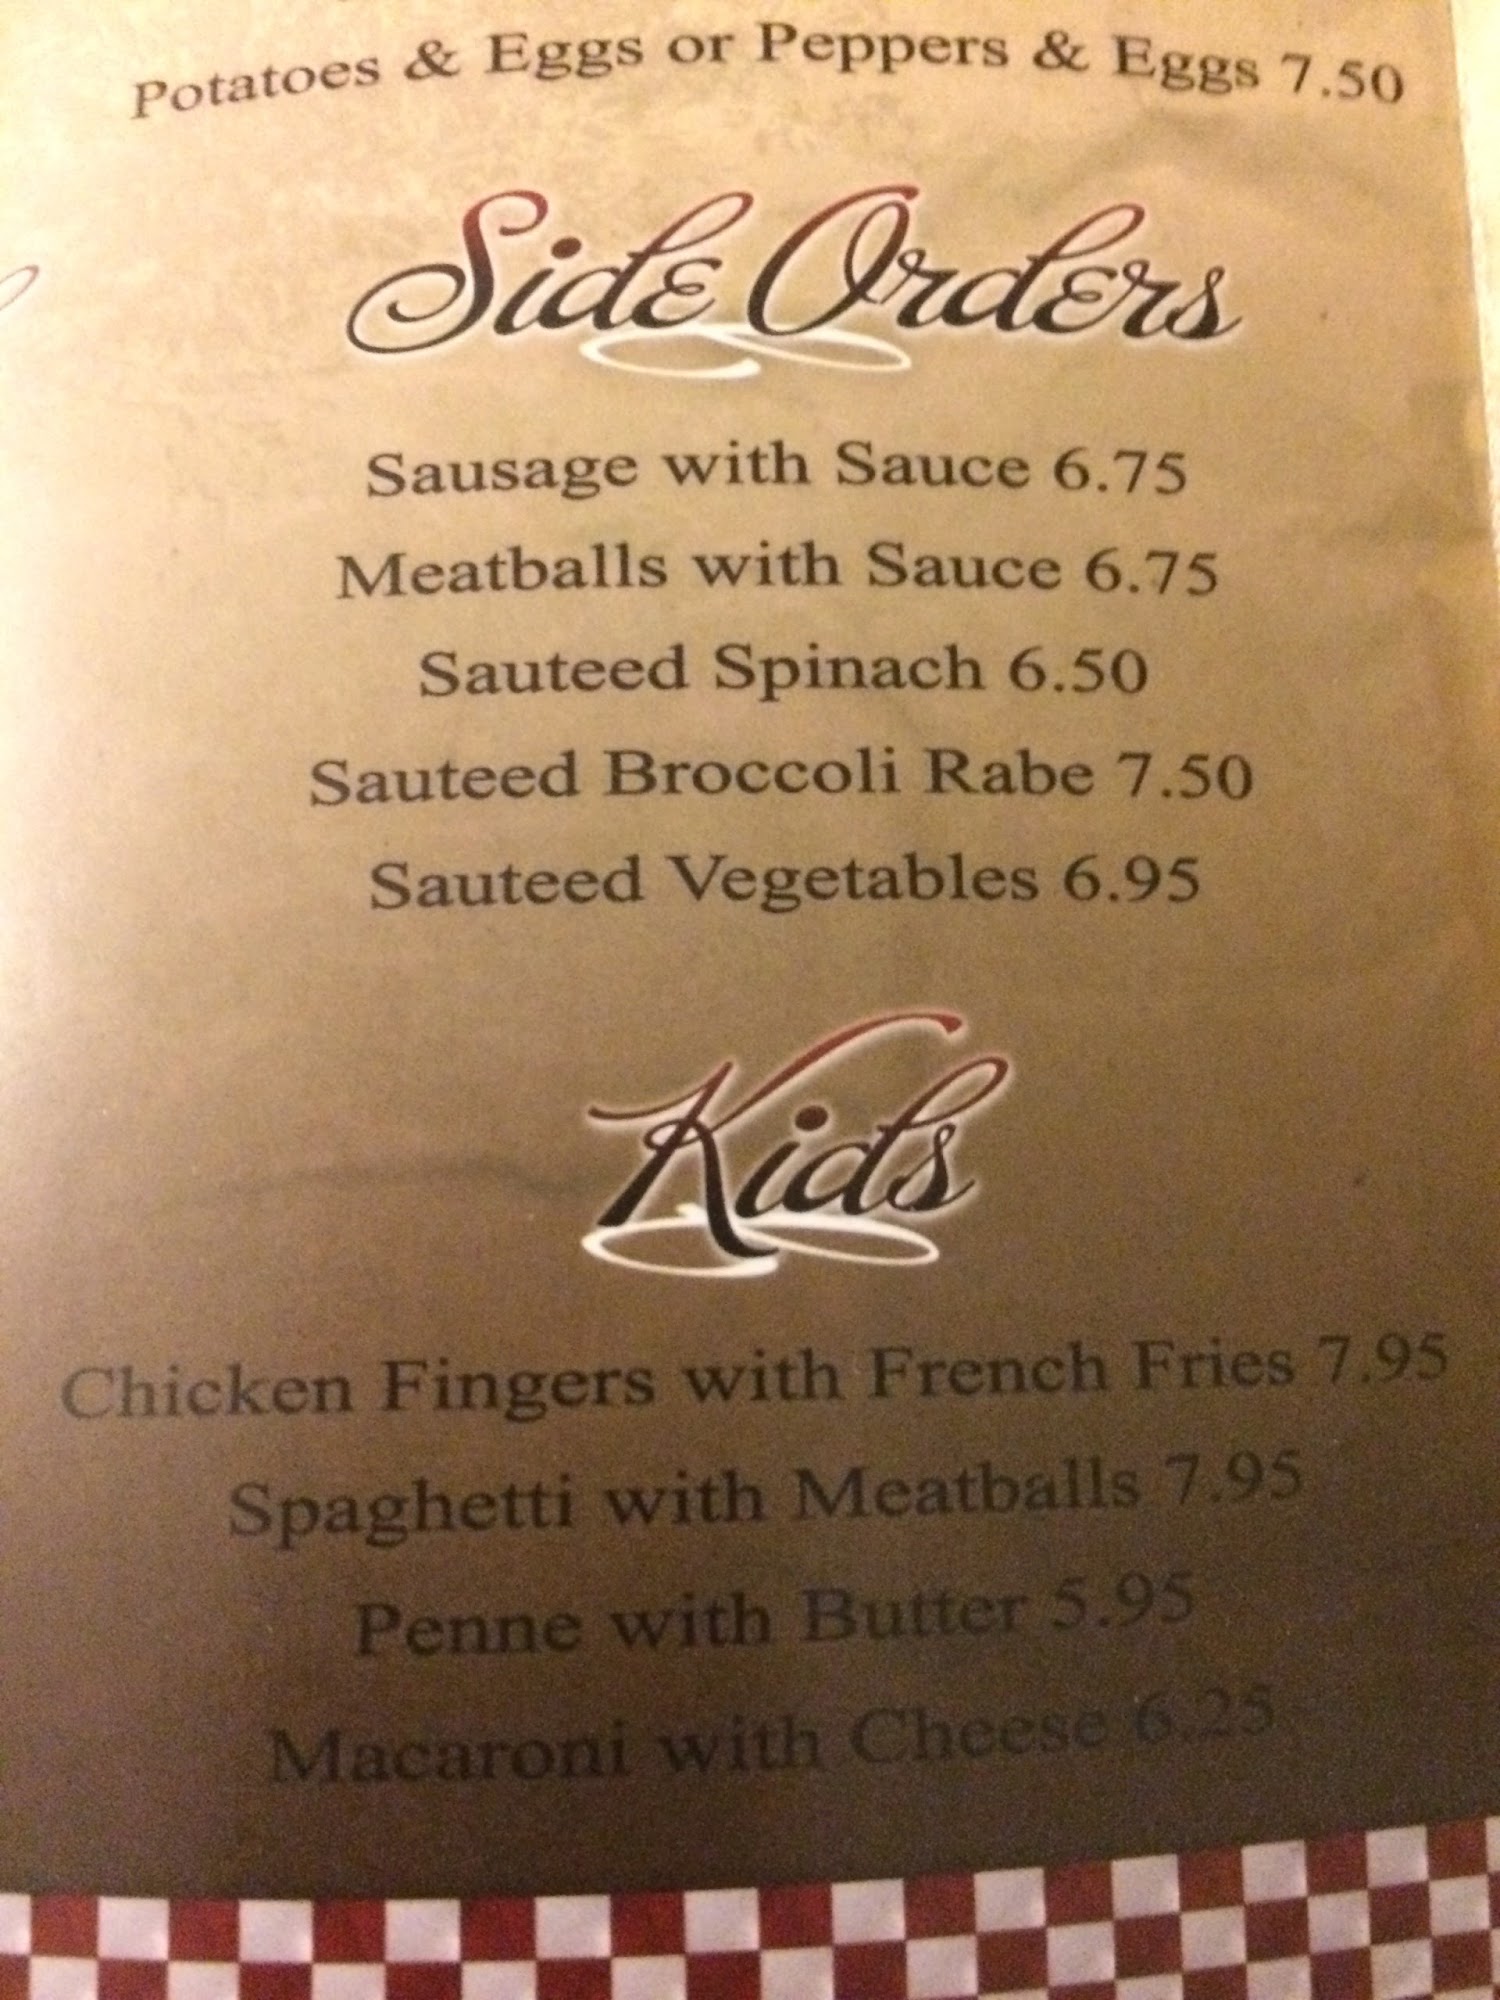 Potatoes & Eggs or Peppers & Eggs 7.50
Side Orders
Sausage with Sauce 6.75
Meatballs with Sauce 6.75
Sauteed Spinach 6.50
Sauteed Broccoli Rabe 7.50
Sauteed Vegetables 6.95
Kids
Chicken Fingers with French Fries 7.95
Spaghetti with Meatballs 7.95
Penne with Butter 5.95
Macaroni with Cheese 6.25